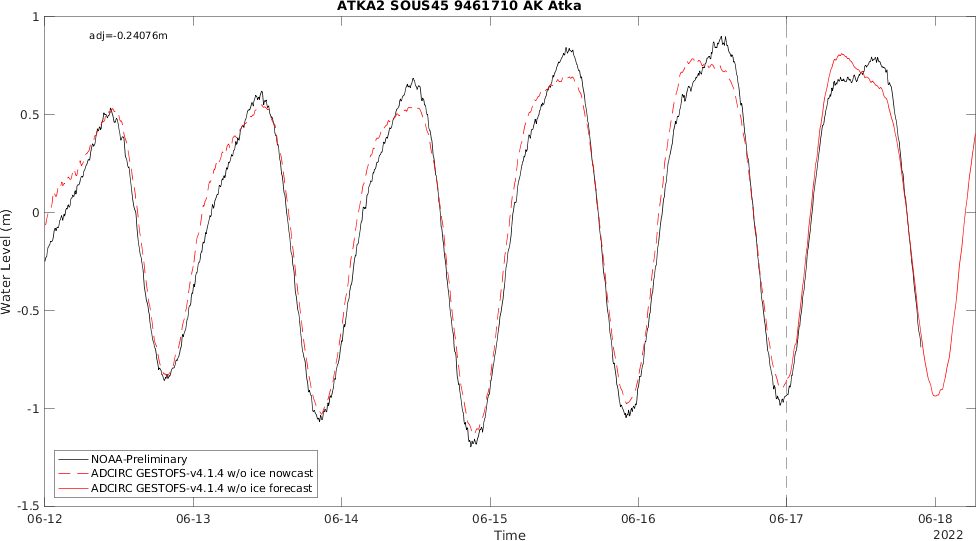 ATKA2 SOUS45 9461710 AK Atka
adj=-0.24076m
1
0.5
0
-0.5
-1
-1.5
Water Level (m)
NOAA-Preliminary
ADCIRC GESTOFS-v4.1.4 w/o ice nowcast
ADCIRC GESTOFS-v4.1.4 w/o ice forecast
06-12 06-13 06-14 06-15 06-16 06-17 06-18
Time
2022